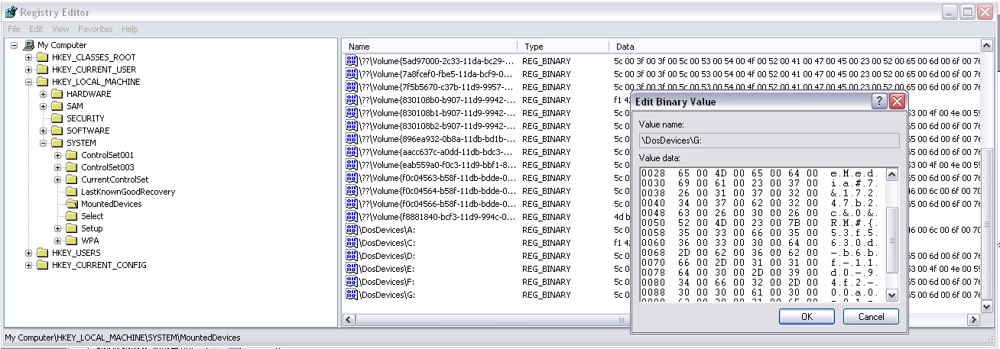 Registry Editor
File Edit View Favorites Help
My Computer
HKEY_CLASSES_ROOT
HKEY_CURRENT_USER
HKEY_LOCAL_MACHINE
HARDWARE
SAM
SECURITY
SOFTWARE
SYSTEM
ControlSet001
ControlSet003
CurrentControlSet
LastKnownGoodRecovery
MountedDevices
Select
Setup
WPA
HKEY_USERS
HKEY_CURRENT_CONFIG
Name Type Data
\??\Volume{5ad97000-2c33-11da-bc29-... REG_BINARY 5c 00 3f 00 3f 00 5c 00 53 00 54 00 4f 00 52 00 41 00 47 00 45 00 23 00 52 00 65 00 6d 00 6f 00 76
\??\Volume{7a8fcef0-fbe5-11da-bcf9-0... REG_BINARY 5c 00 3f 00 3f 00 5c 00 53 00 54 00 4f 00 52 00 41 00 47 00 45 00 23 00 52 00 65 00 6d 00 6f 00 76
\??\Volume{7f5b5670-c37b-11d9-9957-... REG_BINARY 5c 00 3f 00 3f 00 5c 00 53 00 54 00 4f 00 52 00 41 00 47 00 45 00 23 00 52 00 65 00 6d 00 6f 00 76
\??\Volume{830108b0-b907-11d9-9942-... REG_BINARY f1 42
\??\Volume{830108b1-b907-11d9-9942-... REG_BINARY 5c 0 53 00 4f 00 4e 00 59
\??\Volume{830108b2-b907-11d9-9942-... REG_BINARY 5c 0 65 00 6d 00 6f 00 76
\??\Volume{896ea932-0b8a-11db-bd1b-... REG_BINARY 5c 0 65 00 6d 00 6f 00 76
\??\Volume{aacc637c-a0dd-11db-bdc3-... REG_BINARY 5c 0 65 00 6d 00 6f 00 76
\??\Volume{eab559a0-f0c3-11d9-bbf1-8... REG_BINARY 5c 0 53 00 4f 00 4e 00 59
\??\Volume{f0c04563-b58f-11db-bdde-0... REG_BINARY 5c 0 65 00 6d 00 6f 00 76
\??\Volume{f0c04564-b58f-11db-bdde-0... REG_BINARY 5c 0 46 00 6c 00 6f 00 70
\??\Volume{f0c04566-b58f-11db-bdde-0... REG_BINARY 5c 0 65 00 6d 00 6f 00 76
\??\Volume{f8881840-bcf3-11d9-994c-0... REG_BINARY 4d b
\DosDevices\A: REG_BINARY 5c 0 46 00 6c 00 6f 00 70
\DosDevices\C: REG_BINARY f1 42
\DosDevices\D: REG_BINARY 5c 0 65 00 6d 00 6f 00 76
\DosDevices\E: REG_BINARY 5c 0 53 00 4f 00 4e 00 59
\DosDevices\F: REG_BINARY 5c 0 65 00 6d 00 6f 00 76
\DosDevices\G: REG_BINARY 5c 0 65 00 6d 00 6f 00 76
Edit Binary Value
Value name:
\DosDevices\G:
Value data:
0028 65 00 4D 00 65 00 64 00 e.M.e.d.
0030 69 00 61 00 23 00 37 00 i.a.#.7.
0038 26 00 31 00 37 00 32 00 &.1.7.2.
0040 34 00 37 00 62 00 32 00 4.7.b.2.
0048 63 00 26 00 30 00 26 00 c.&.0.&.
0050 52 00 4D 00 23 00 7B 00 R.M.#.{.
0058 35 00 33 00 66 00 35 00 5.3.f.5.
0060 36 00 33 00 30 00 64 00 6.3.0.d.
0068 2D 00 62 00 36 00 62 00 -.b.6.b.
0070 66 00 2D 00 31 00 31 00 f.-.1.1.
0078 64 00 30 00 2D 00 39 00 d.0.-.9.
0080 34 00 66 00 32 00 2D 00 4.f.2.-.
0088 30 00 30 00 61 00 30 00 0.0.a.0.
OK Cancel
My Computer\HKEY_LOCAL_MACHINE\SYSTEM\MountedDevices